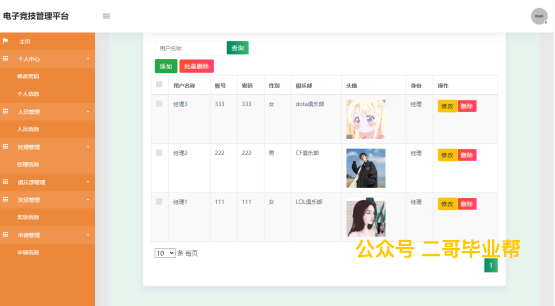 电子竞技管理平台
主页
个人中心
修改密码
个人信息
人员管理
人员信息
经理管理
经理信息
俱乐部管理
奖惩管理
奖惩信息
申请管理
申请信息
用户名称
查询
添加 批量删除
用户名称 账号 密码 性别 俱乐部 头像 身份 操作
经理3 333 333 女 dota俱乐部 经理 修改 删除
经理2 222 222 男 CF俱乐部 经理 修改 删除
经理1 111 111 女 LOL俱乐部 经理 修改 删除
10 条 每页
公众号 二哥毕业帮
1